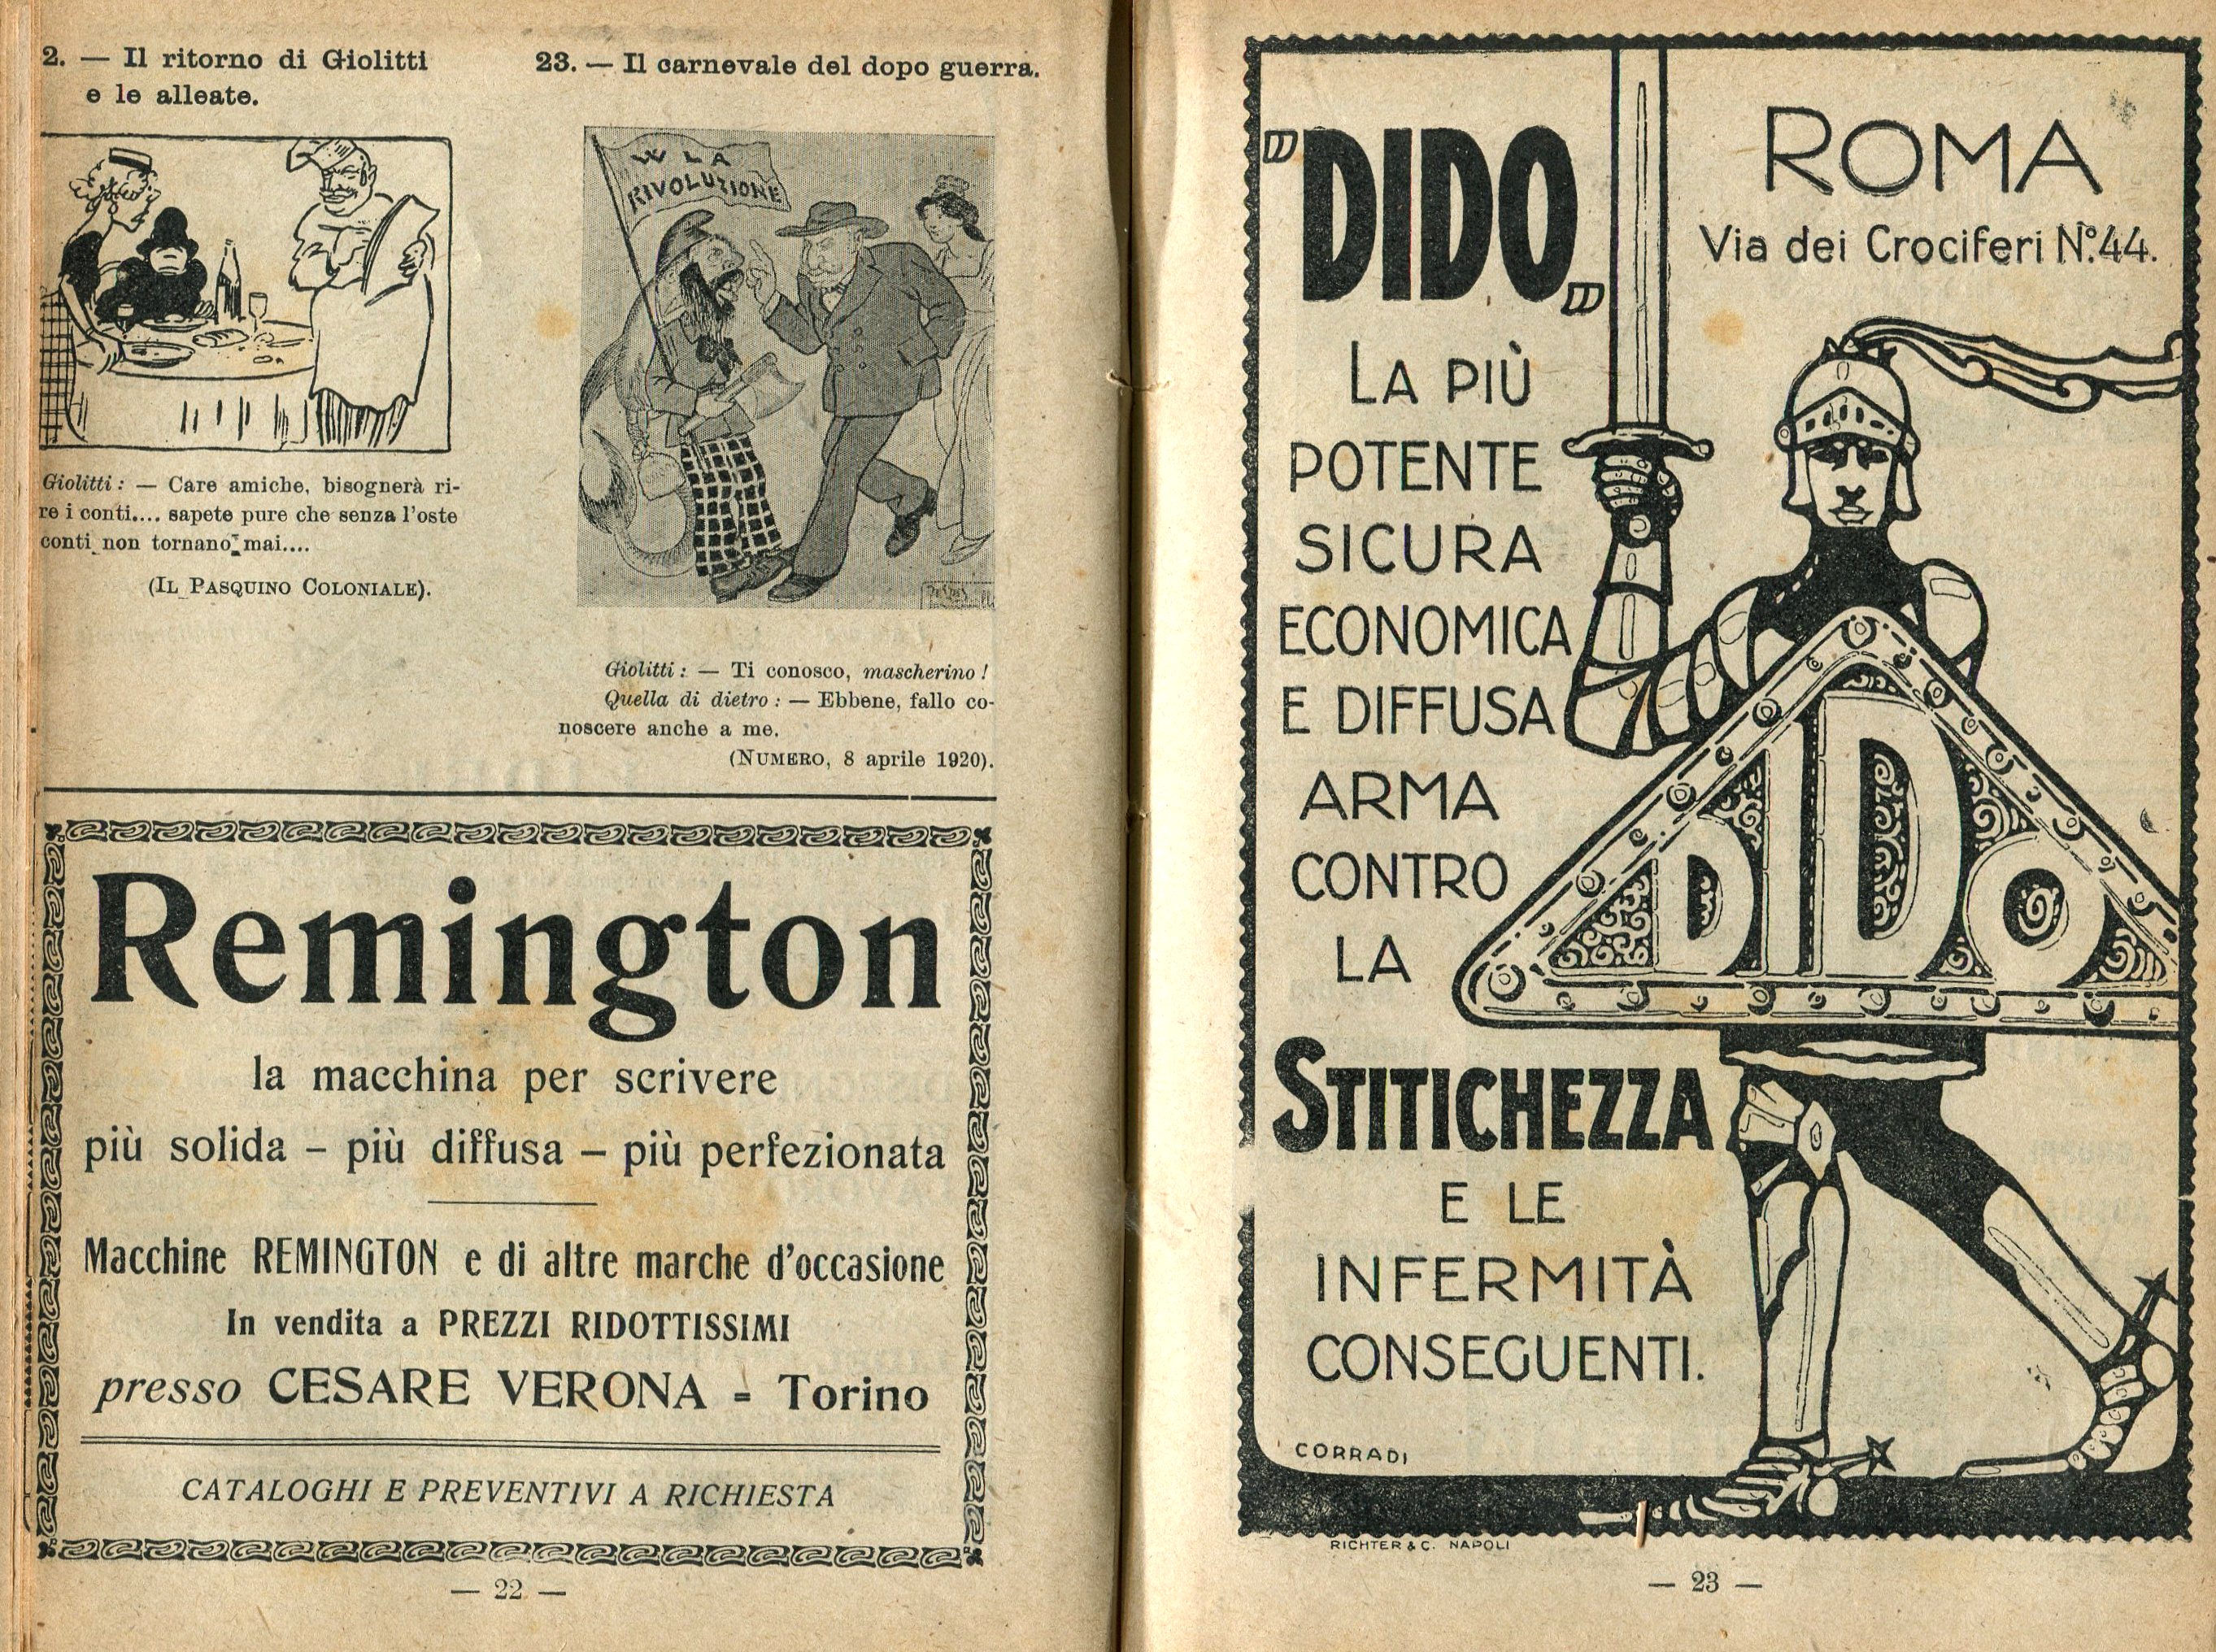 2. — Il ritorno di Giolitti
e le alleate.
Giolitti : — Care amiche, bisognerà ri-
re i conti.... sapete pure che senza l'oste
conti non tornano mai....
(IL PASQUINO COLONIALE).
23. — Il carnevale del dopo guerra.
W LA
RIVOLUZIONE
Giolitti : — Ti conosco, mascherino !
Quella di dietro : — Ebbene, fallo co-
noscere anche a me.
(NUMERO, 8 aprile 1920).
Remington
la macchina per scrivere
più solida – più diffusa – più perfezionata
Macchine REMINGTON e di altre marche d'occasione
In vendita a PREZZI RIDOTTISSIMI
presso CESARE VERONA - Torino
CATALOGHI E PREVENTIVI A RICHIESTA
— 22 —
"DIDO„
LA PIÙ
POTENTE
SICURA
ECONOMICA
E DIFFUSA
ARMA
CONTRO
LA
STITICHEZZA
E LE
INFERMITÀ
CONSEGUENTI.
ROMA
Via dei Crociferi Nº.44.
DIDO
CORRADI
RICHTER & C. NAPOLI
— 23 —